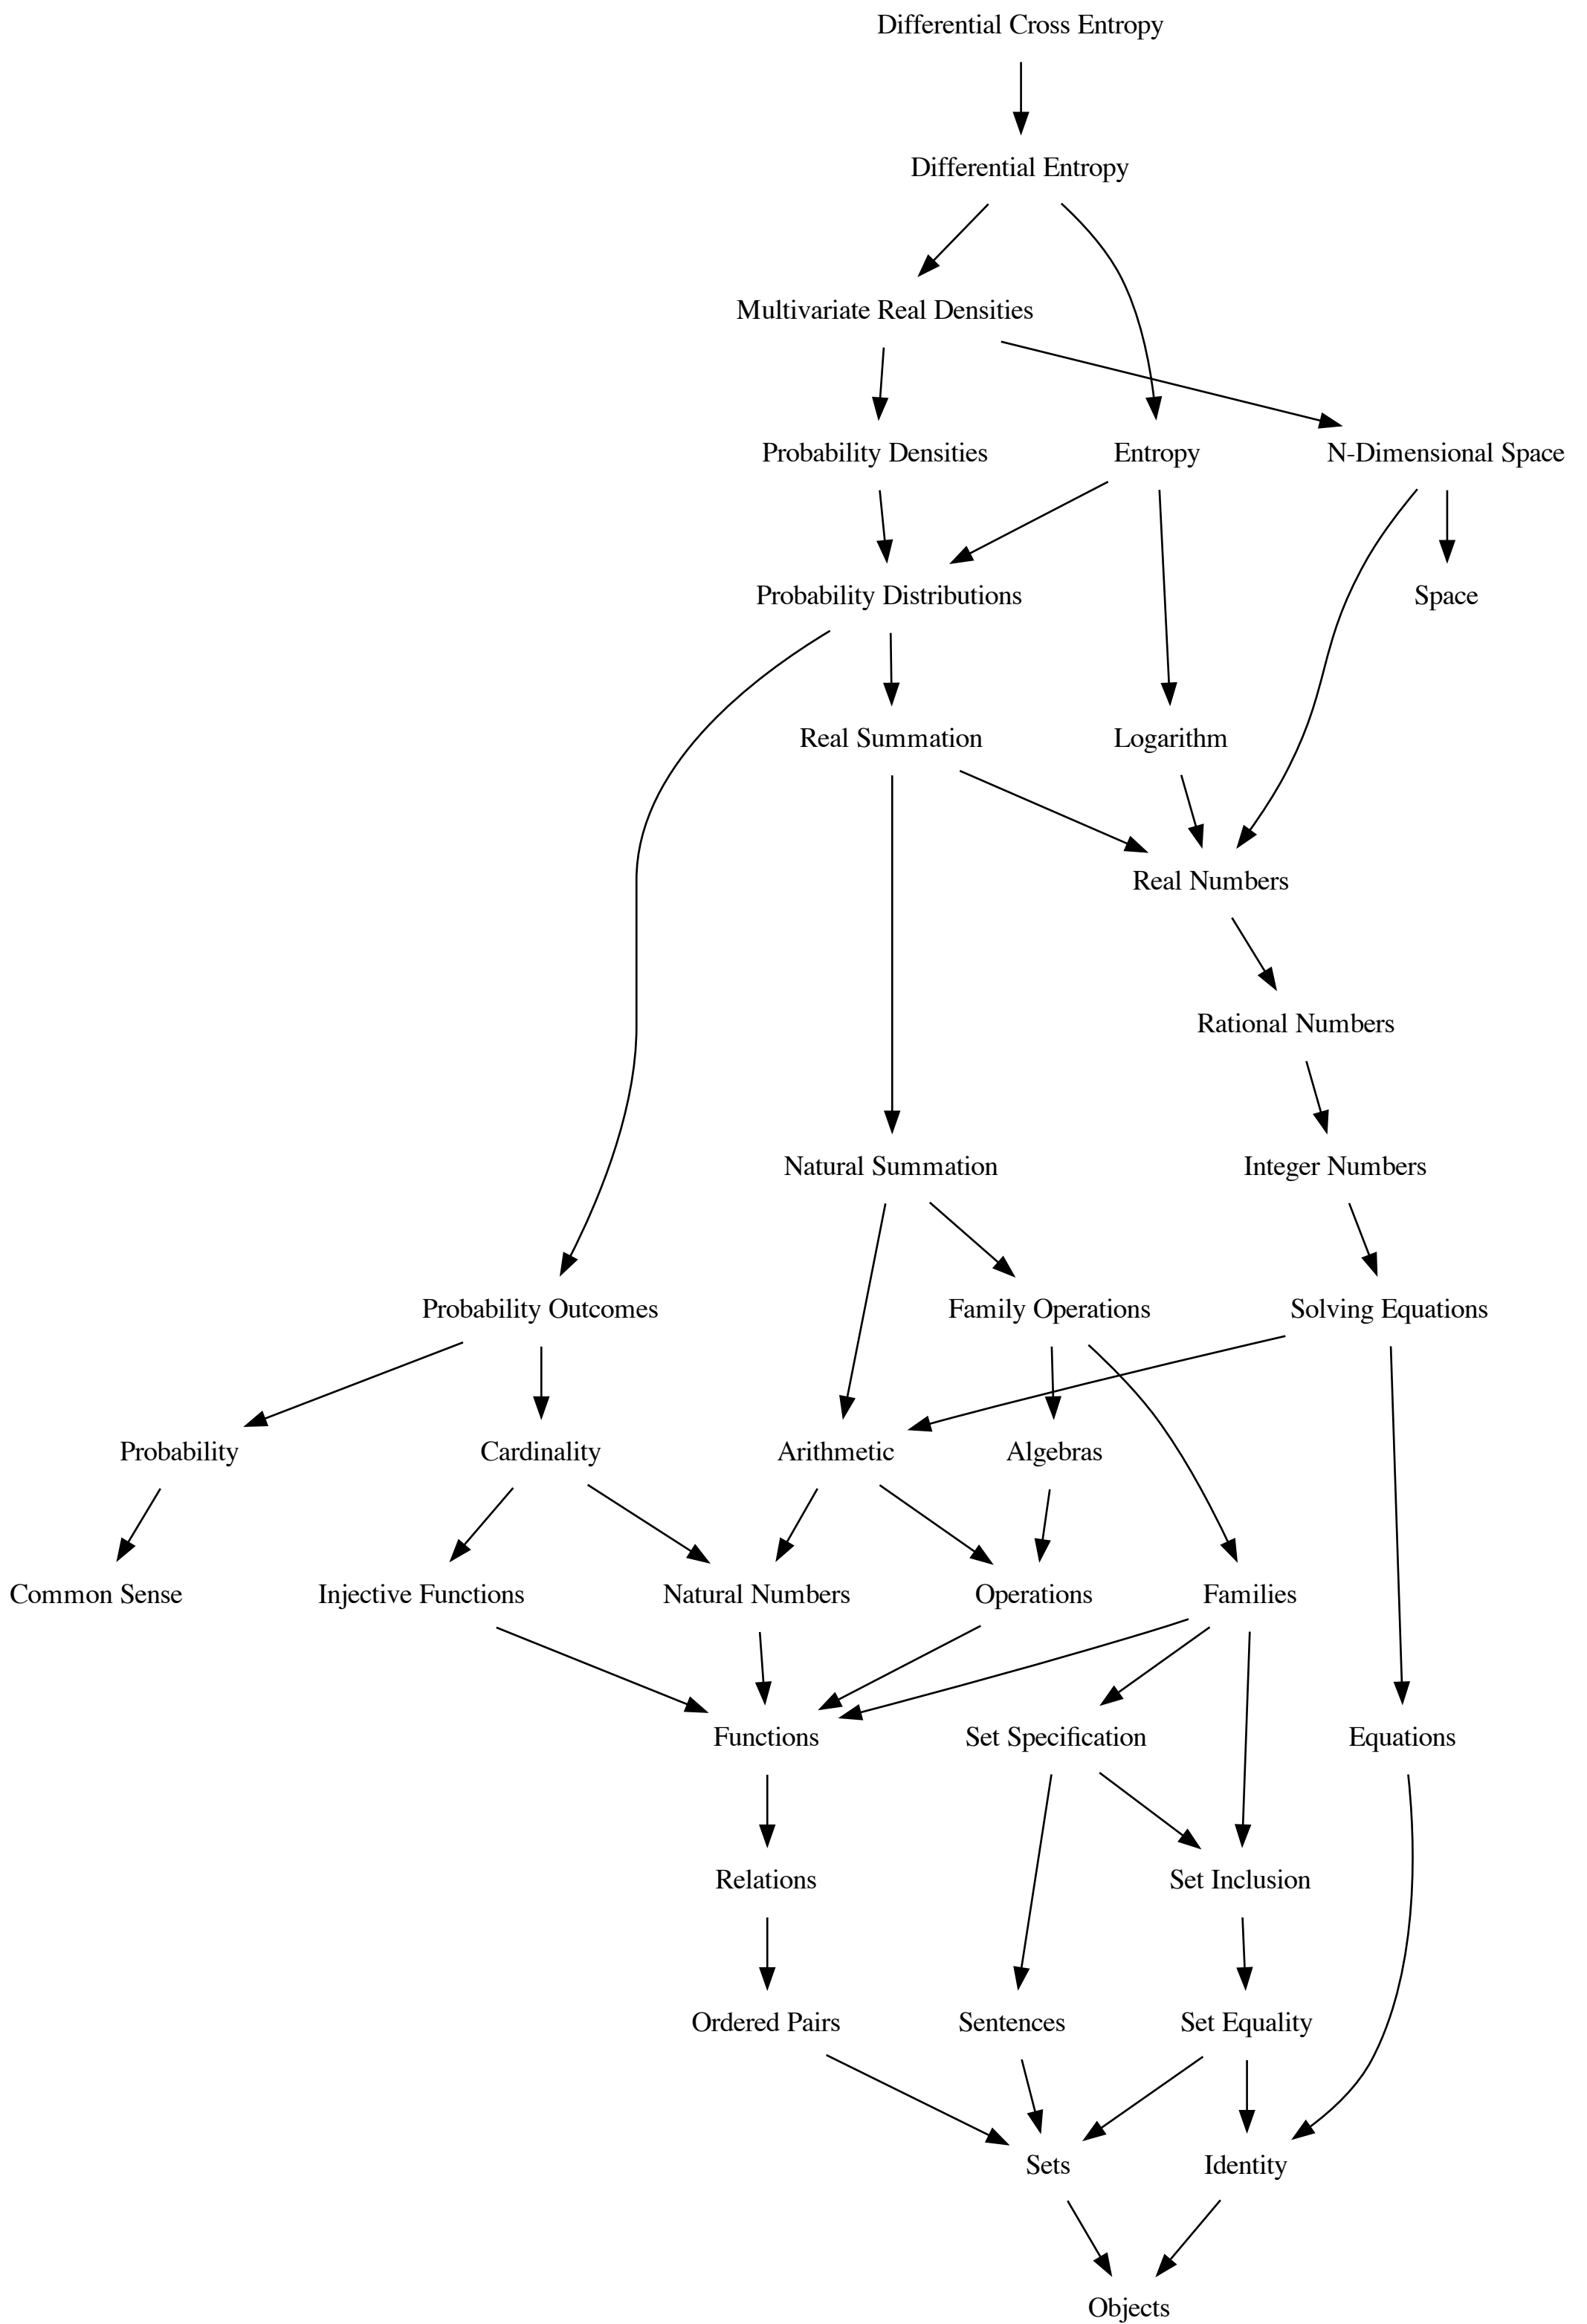 Differential Cross Entropy
Differential Entropy
Multivariate Real Densities
Probability Densities
Entropy
N-Dimensional Space
Probability Distributions
Space
Real Summation
Logarithm
Real Numbers
Rational Numbers
Natural Summation
Integer Numbers
Probability Outcomes
Family Operations
Solving Equations
Probability
Cardinality
Arithmetic
Algebras
Common Sense
Injective Functions
Natural Numbers
Operations
Families
Functions
Set Specification
Equations
Relations
Set Inclusion
Ordered Pairs
Sentences
Set Equality
Sets
Identity
Objects